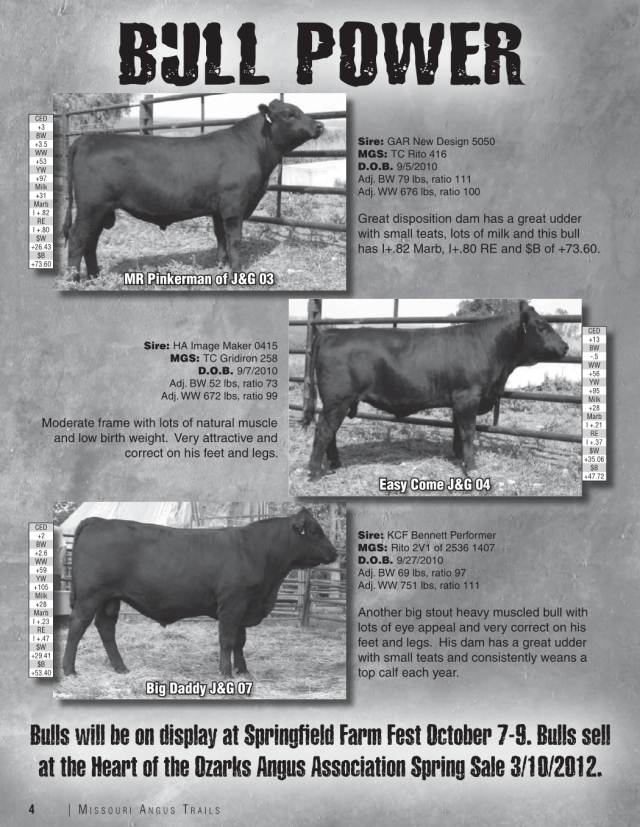 BULL POWER
CED
+3
BW
+3.5
WW
+53
YW
+97
Milk
+31
Marb
I +.82
RE
I +.80
$W
+26.43
$B
+73.60
MR Pinkerman of J&G 03
Sire: GAR New Design 5050
MGS: TC Rito 416
D.O.B. 9/5/2010
Adj. BW 79 lbs, ratio 111
Adj. WW 676 lbs, ratio 100
Great disposition dam has a great udder
with small teats, lots of milk and this bull
has I+.82 Marb, I+.80 RE and $B of +73.60.
Sire: HA Image Maker 0415
MGS: TC Gridiron 258
D.O.B. 9/7/2010
Adj. BW 52 lbs, ratio 73
Adj. WW 672 lbs, ratio 99
Moderate frame with lots of natural muscle
and low birth weight. Very attractive and
correct on his feet and legs.
Easy Come J&G 04
CED
+13
BW
-.5
WW
+56
YW
+95
Milk
+28
Marb
I +.21
RE
I +.37
$W
+35.06
$B
+47.72
CED
+2
BW
+2.6
WW
+59
YW
+105
Milk
+28
Marb
I +.23
RE
I +.47
$W
+29.41
$B
+53.40
Big Daddy J&G 07
Sire: KCF Bennett Performer
MGS: Rito 2V1 of 2536 1407
D.O.B. 9/27/2010
Adj. BW 69 lbs, ratio 97
Adj. WW 751 lbs, ratio 111
Another big stout heavy muscled bull with
lots of eye appeal and very correct on his
feet and legs. His dam has a great udder
with small teats and consistently weans a
top calf each year.
Bulls will be on display at Springfield Farm Fest October 7-9. Bulls sell
at the Heart of the Ozarks Angus Association Spring Sale 3/10/2012.
4 | Missouri Angus Trails